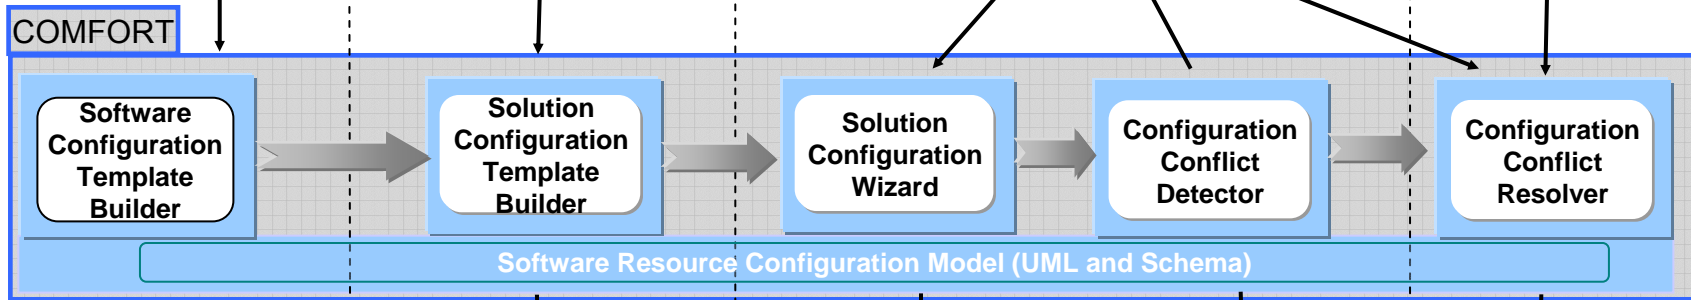 COMFORT
Software
Configuration
Template
Builder
Solution
Configuration
Template
Builder
Solution
Configuration
Wizard
Configuration
Conflict
Detector
Configuration
Conflict
Resolver
Software Resource Configuration Model (UML and Schema)